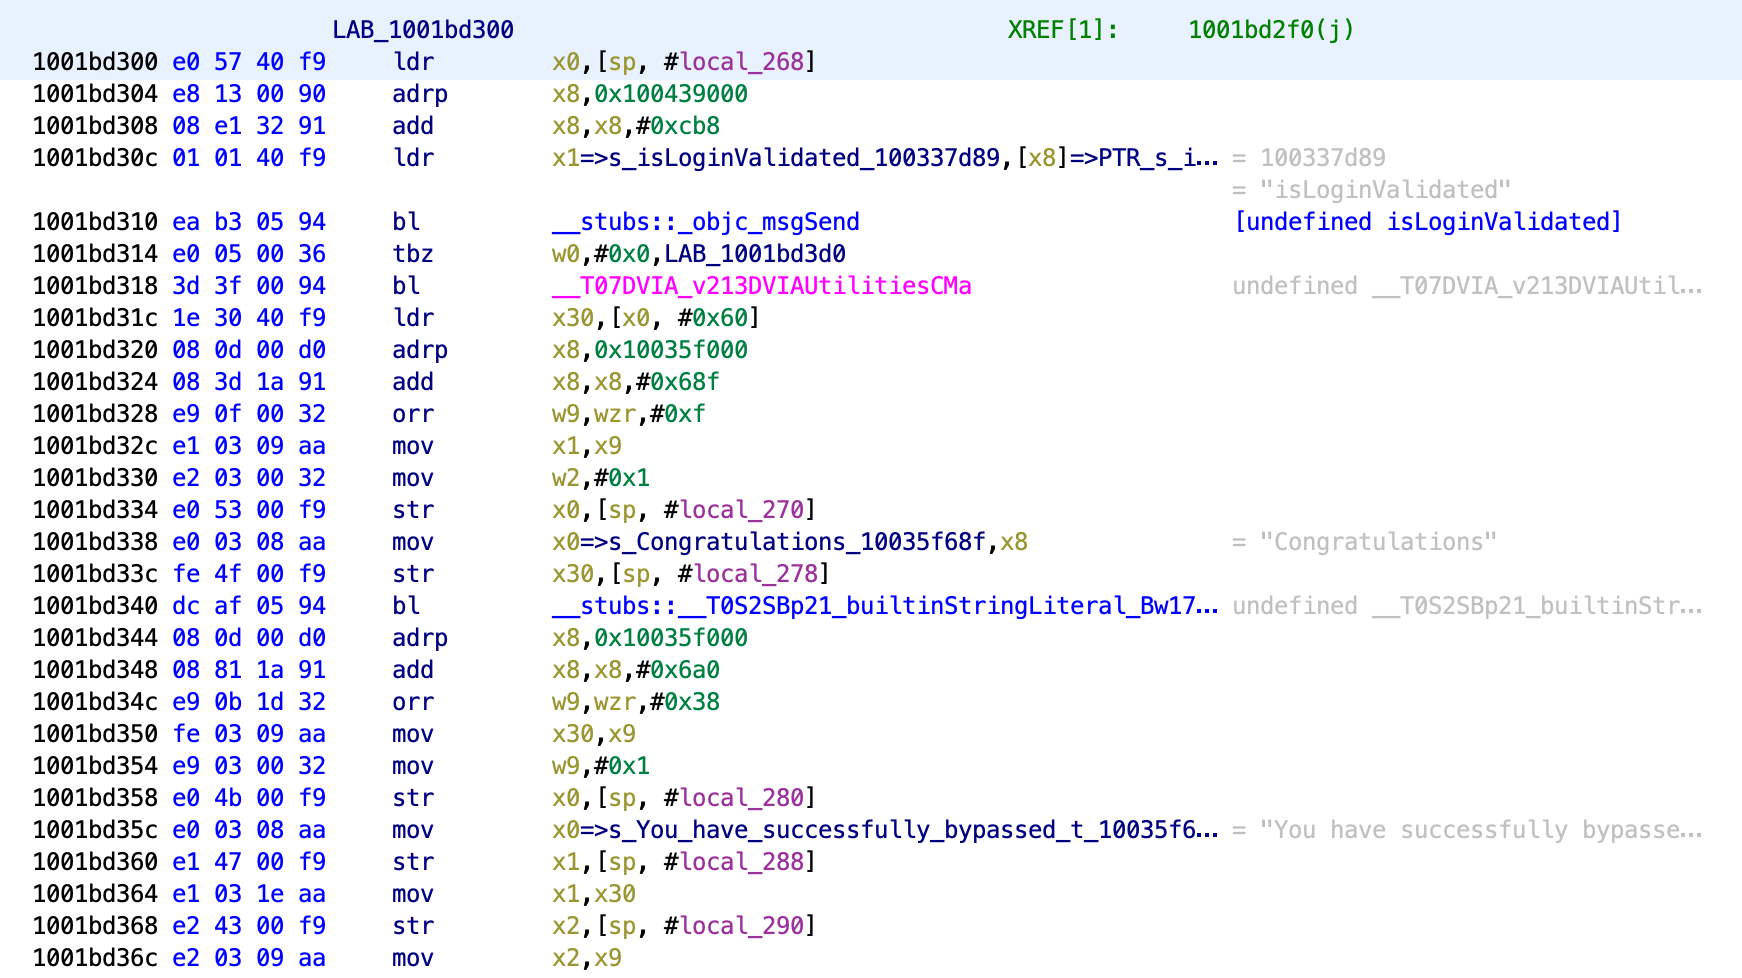 LAB_1001bd300 XREF[1]: 1001bd2f0(j)
1001bd300 e0 57 40 f9 ldr x0,[sp, #local_268]
1001bd304 e8 13 00 90 adrp x8,0x100439000
1001bd308 08 e1 32 91 add x8,x8,#0xcb8
1001bd30c 01 01 40 f9 ldr x1=>s_isLoginValidated_100337d89,[x8]=>PTR_s_i... = 100337d89
= "isLoginValidated"
1001bd310 ea b3 05 94 bl __stubs::_objc_msgSend [undefined isLoginValidated]
1001bd314 e0 05 00 36 tbz w0,#0x0,LAB_1001bd3d0
1001bd318 3d 3f 00 94 bl __T07DVIA_v213DVIAUtilitiesCMa undefined __T07DVIA_v213DVIAUtil...
1001bd31c 1e 30 40 f9 ldr x30,[x0, #0x60]
1001bd320 08 0d 00 d0 adrp x8,0x10035f000
1001bd324 08 3d 1a 91 add x8,x8,#0x68f
1001bd328 e9 0f 00 32 orr w9,wzr,#0xf
1001bd32c e1 03 09 aa mov x1,x9
1001bd330 e2 03 00 32 mov w2,#0x1
1001bd334 e0 53 00 f9 str x0,[sp, #local_270]
1001bd338 e0 03 08 aa mov x0=>s_Congratulations_10035f68f,x8 = "Congratulations"
1001bd33c fe 4f 00 f9 str x30,[sp, #local_278]
1001bd340 dc af 05 94 bl __stubs::__T0S2SBp21_builtinStringLiteral_Bw17... undefined __T0S2SBp21_builtinStr...
1001bd344 08 0d 00 d0 adrp x8,0x10035f000
1001bd348 08 81 1a 91 add x8,x8,#0x6a0
1001bd34c e9 0b 1d 32 orr w9,wzr,#0x38
1001bd350 fe 03 09 aa mov x30,x9
1001bd354 e9 03 00 32 mov w9,#0x1
1001bd358 e0 4b 00 f9 str x0,[sp, #local_280]
1001bd35c e0 03 08 aa mov x0=>s_You_have_successfully_bypassed_t_10035f6... = "You have successfully bypasse...
1001bd360 e1 47 00 f9 str x1,[sp, #local_288]
1001bd364 e1 03 1e aa mov x1,x30
1001bd368 e2 43 00 f9 str x2,[sp, #local_290]
1001bd36c e2 03 09 aa mov x2,x9